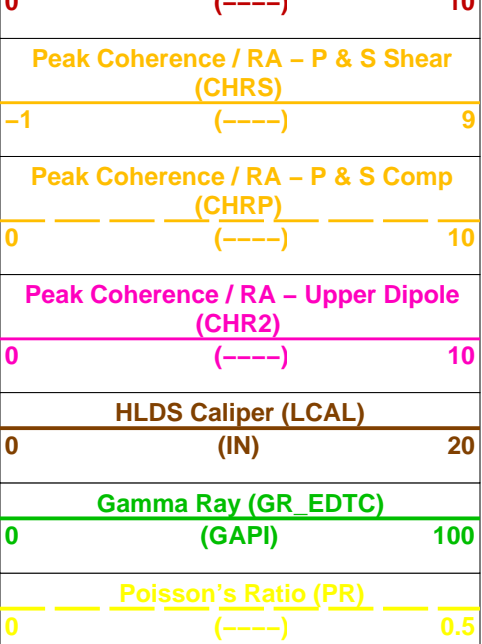 0 (−−−−) 10
Peak Coherence / RA − P & S Shear
(CHRS)
−1 (−−−−) 9
Peak Coherence / RA − P & S Comp
(CHRP)
0 (−−−−) 10
Peak Coherence / RA − Upper Dipole
(CHR2)
0 (−−−−) 10
HLDS Caliper (LCAL)
0 (IN) 20
Gamma Ray (GR_EDTC)
0 (GAPI) 100
Poisson's Ratio (PR)
0 (−−−−) 0.5